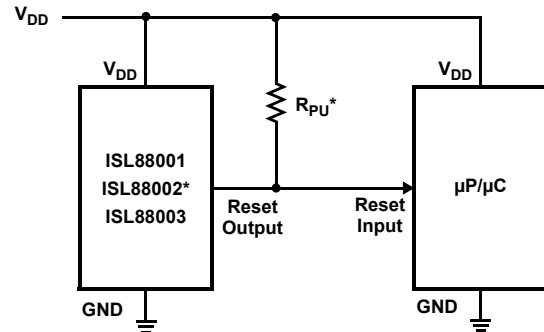 VDD
VDD
VDD
RPU*
ISL88001
ISL88002*
ISL88003
µP/µC
Reset
Output
Reset
Input
GND
GND